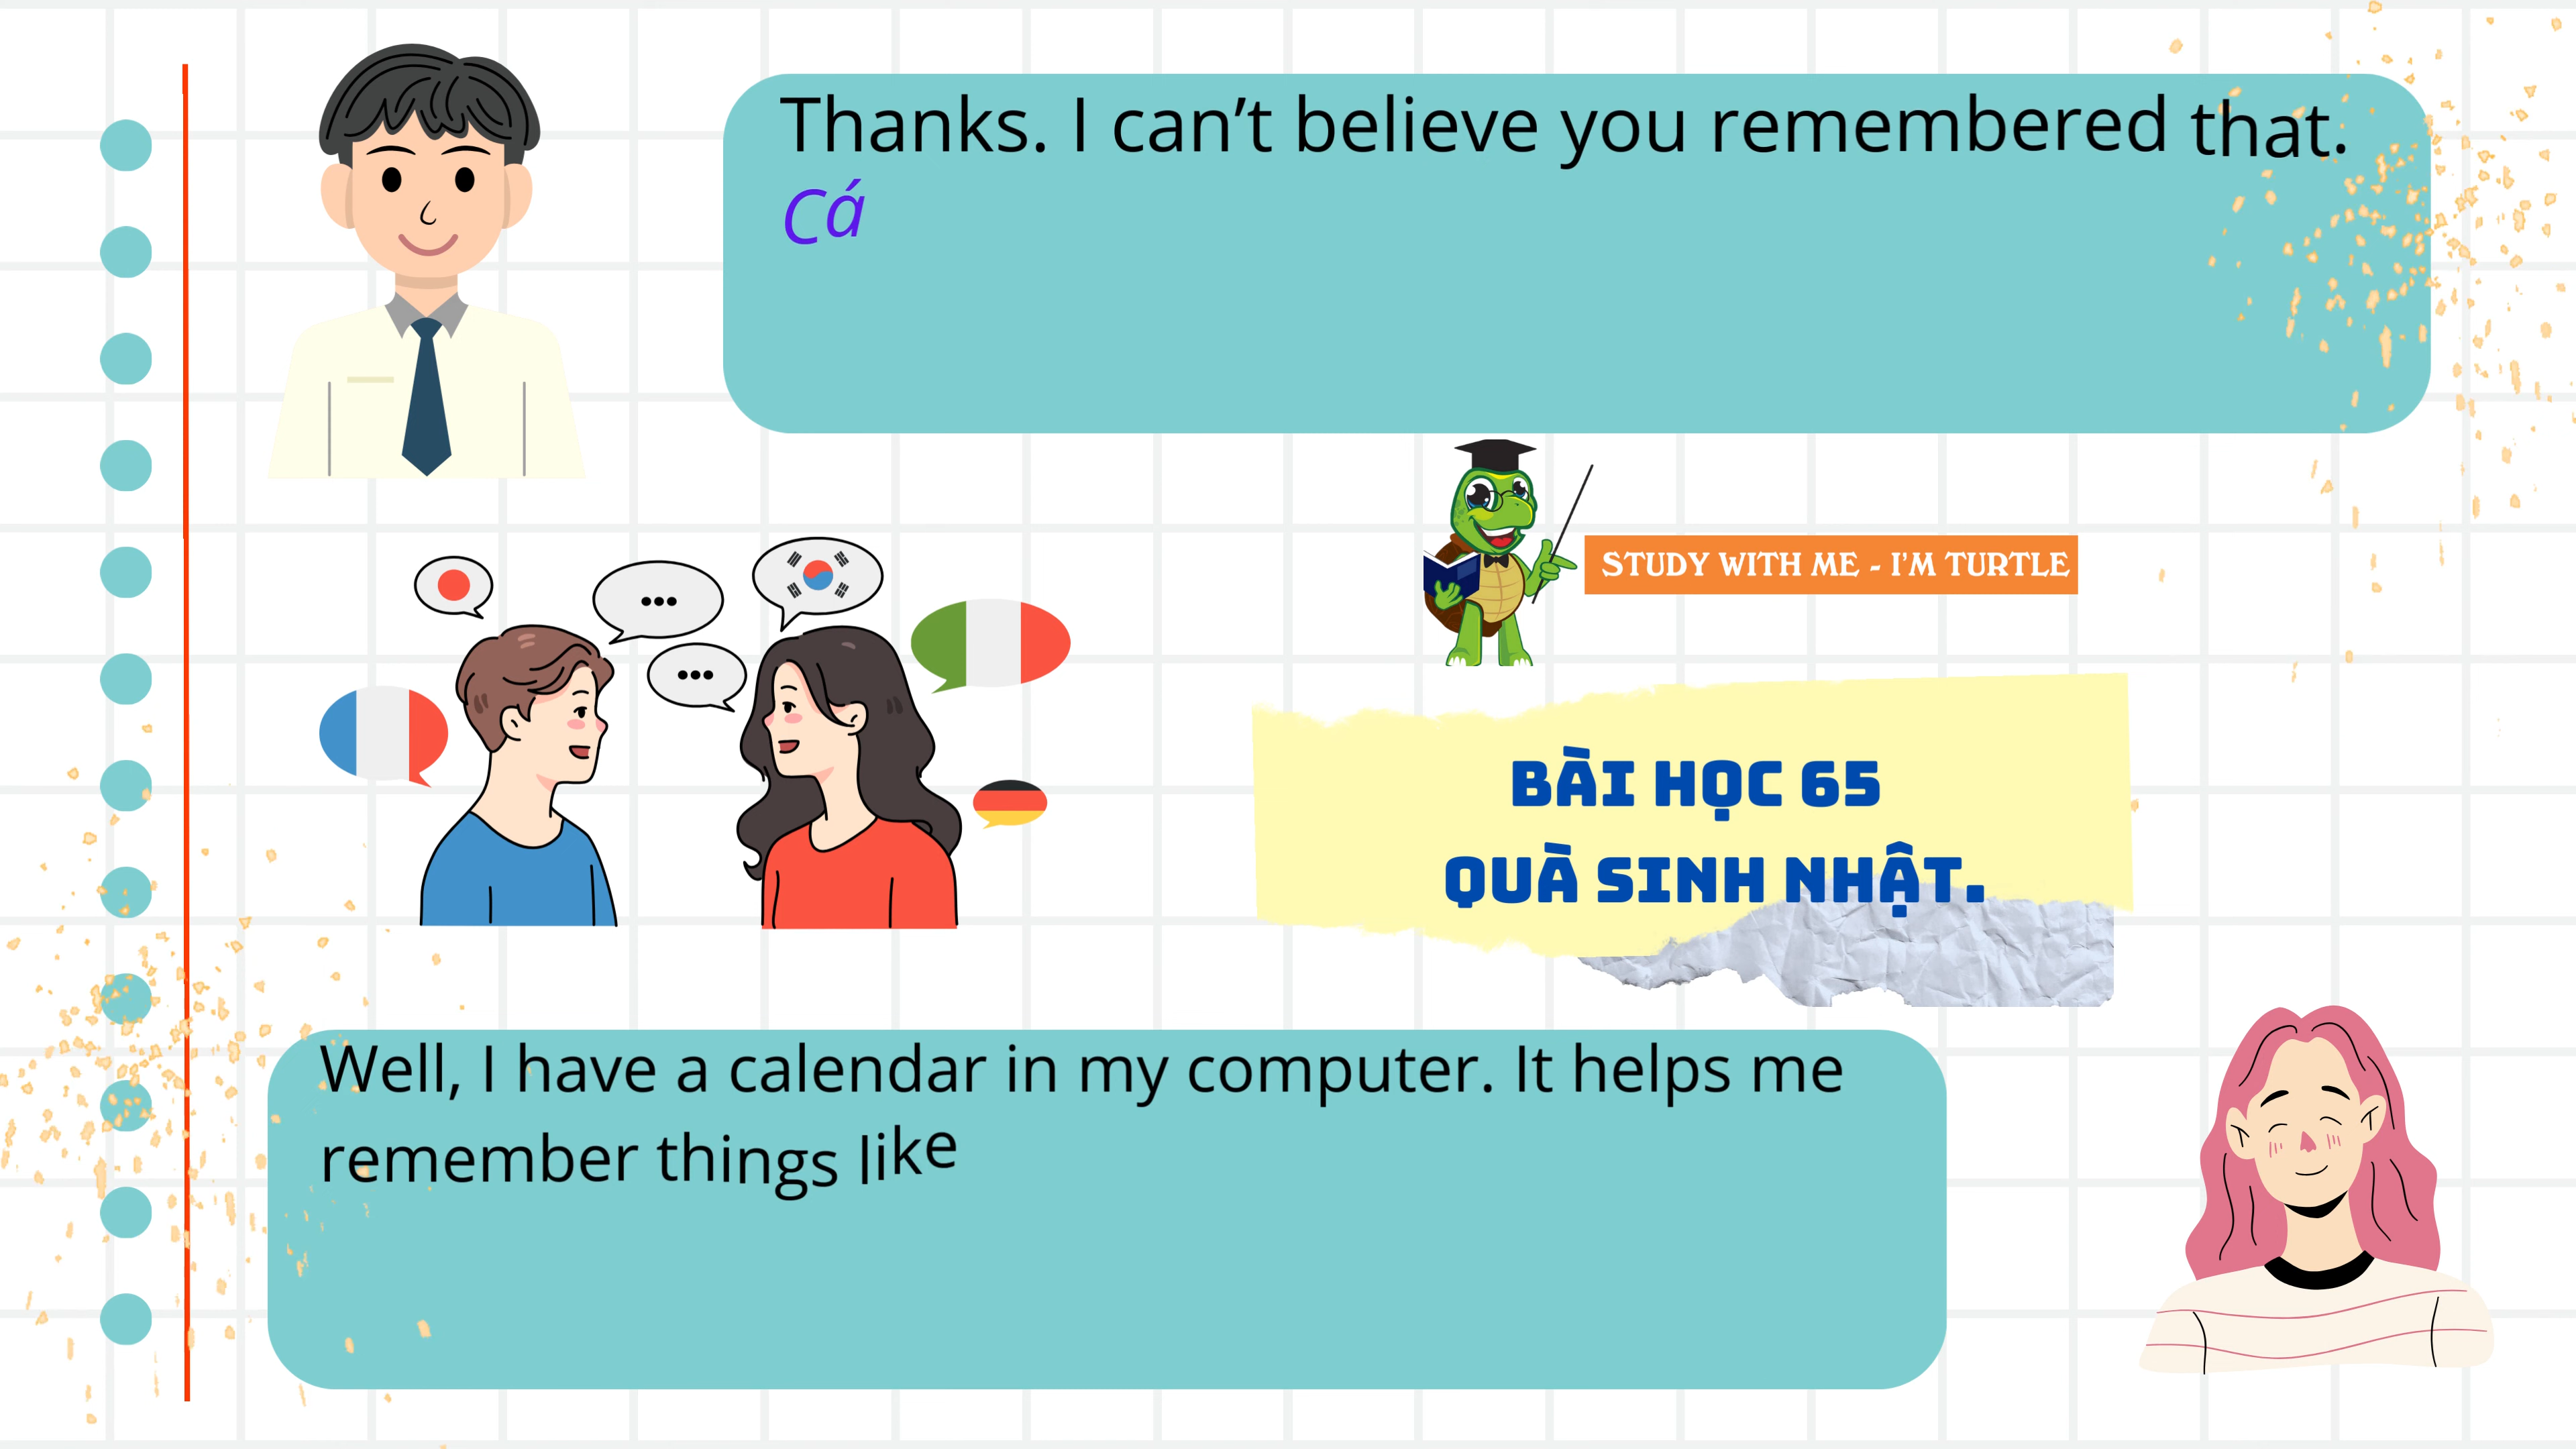 Thanks. I can’t believe you remembered that.
Cá
STUDY WITH ME - I'M TURTLE
BÀI HỌC 65
QUÀ SINH NHẬT.
Well, I have a calendar in my computer. It helps me
remember things like